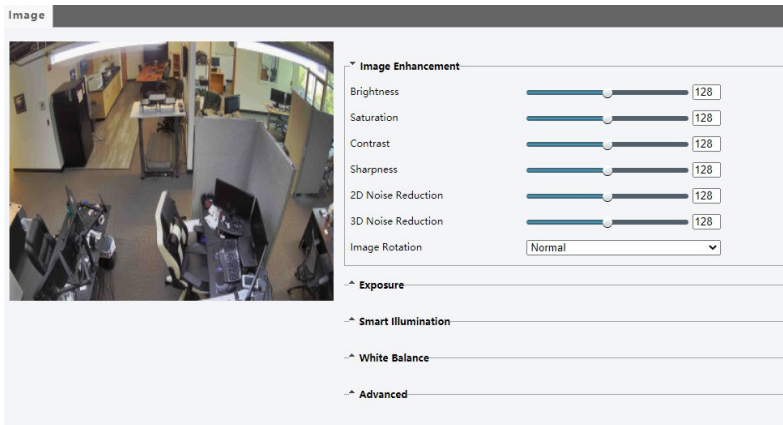 Image
Image Enhancement
Brightness 128
Saturation 128
Contrast 128
Sharpness 128
2D Noise Reduction 128
3D Noise Reduction 128
Image Rotation Normal
Exposure
Smart Illumination
White Balance
Advanced